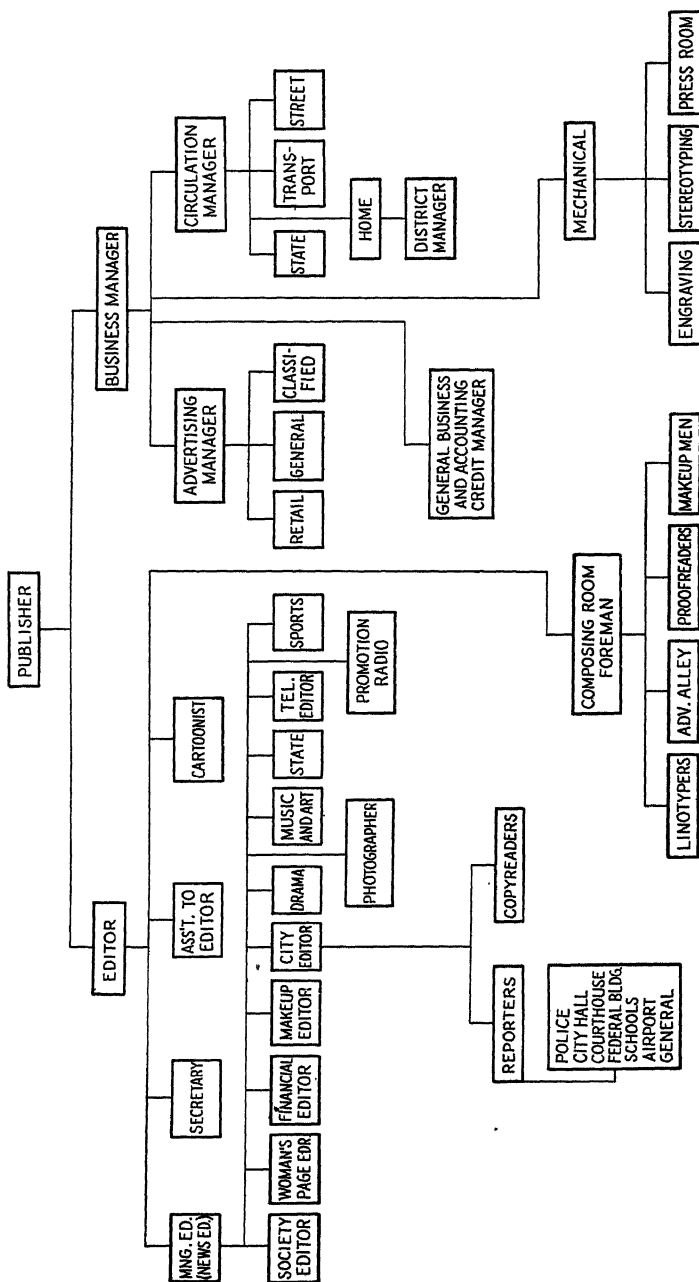 PUBLISHER
EDITOR
BUSINESS MANAGER
MNG. ED.
(NEWS ED.)
SECRETARY
ASS'T. TO
EDITOR
CARTOONIST
ADVERTISING
MANAGER
CIRCULATION
MANAGER
SOCIETY
EDITOR
WOMAN'S
PAGE EDR.
FINANCIAL
EDITOR
MAKEUP
EDITOR
CITY
EDITOR
DRAMA
MUSIC
AND ART
STATE
TEL.
EDITOR
SPORTS
PHOTOGRAPHER
PROMOTION
RADIO
RETAIL
GENERAL
CLASSI-
FIED
STATE
TRANS-
PORT
STREET
HOME
DISTRICT
MANAGER
GENERAL BUSINESS
AND ACCOUNTING
CREDIT MANAGER
REPORTERS
COPYREADERS
POLICE
CITY HALL
COURTHOUSE
FEDERAL BLDG.
SCHOOLS
AIRPORT
GENERAL
COMPOSING ROOM
FOREMAN
MECHANICAL
LINOTYPERS
ADV. ALLEY
PROOFREADERS
MAKEUP MEN
ENGRAVING
STEREOTYPING
PRESS ROOM